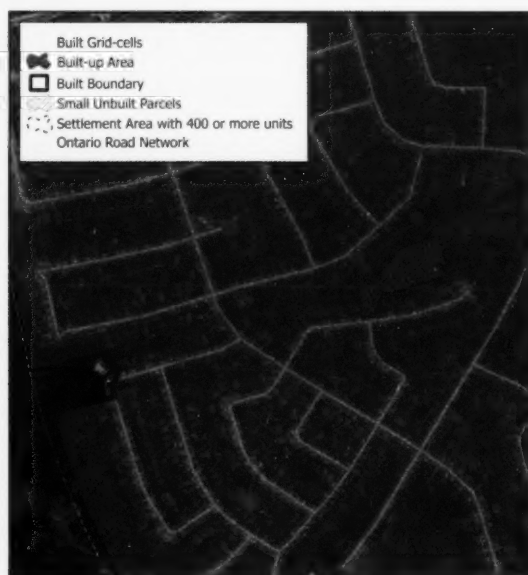 Built Grid-cells
Built-up Area
Built Boundary
Small Unbuilt Parcels
Settlement Area with 400 or more units
Ontario Road Network